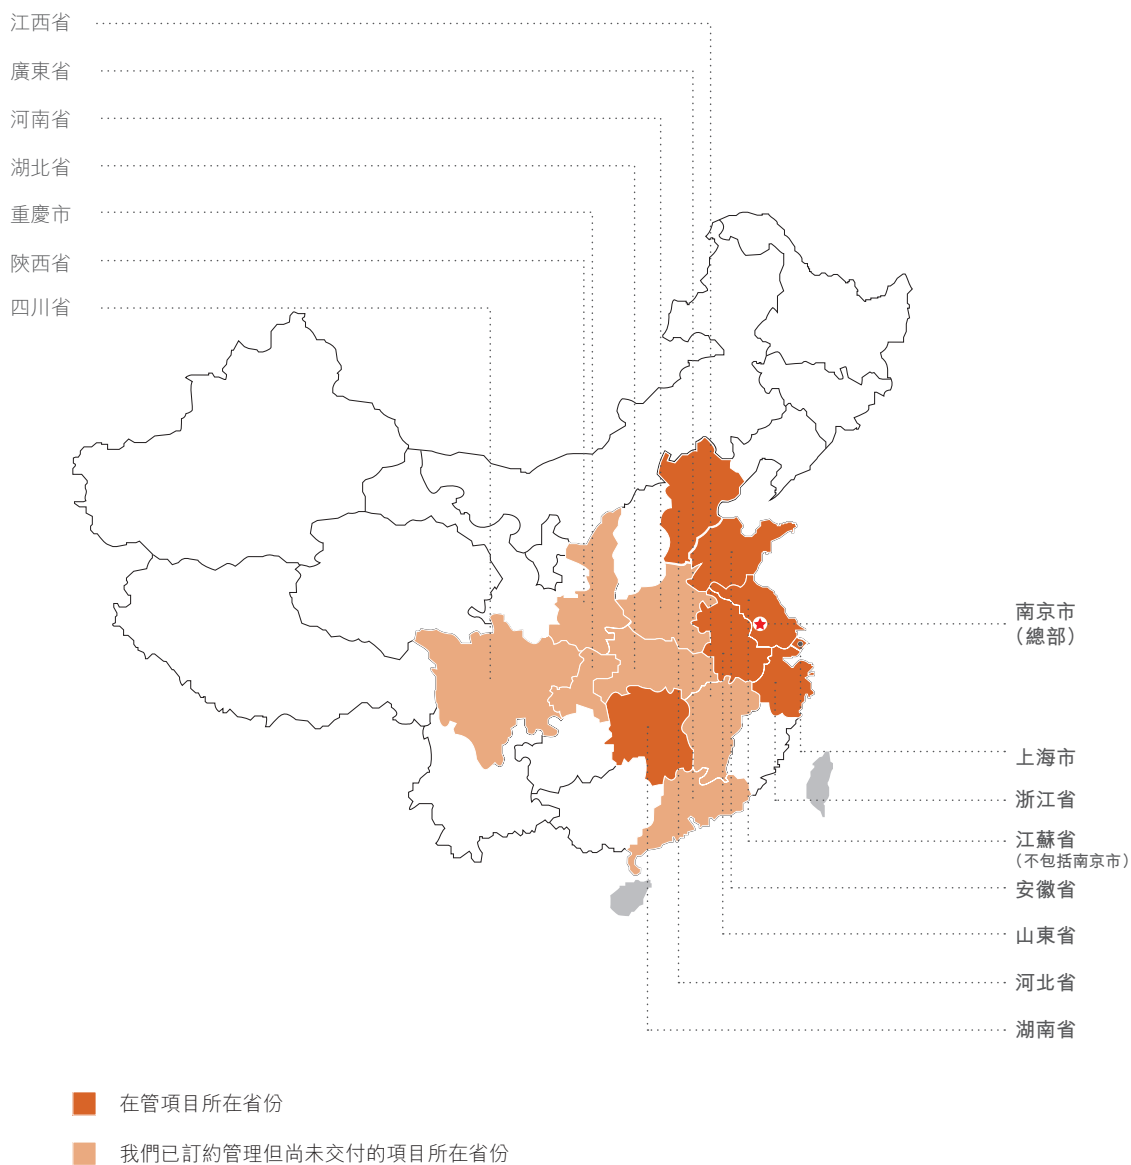 江西省
廣東省
河南省
湖北省
重慶市
陝西省
四川省
南京市
（總部）
上海市
浙江省
江蘇省
（不包括南京市）
安徽省
山東省
河北省
湖南省
在管項目所在省份
我們已訂約管理但尚未交付的項目所在省份